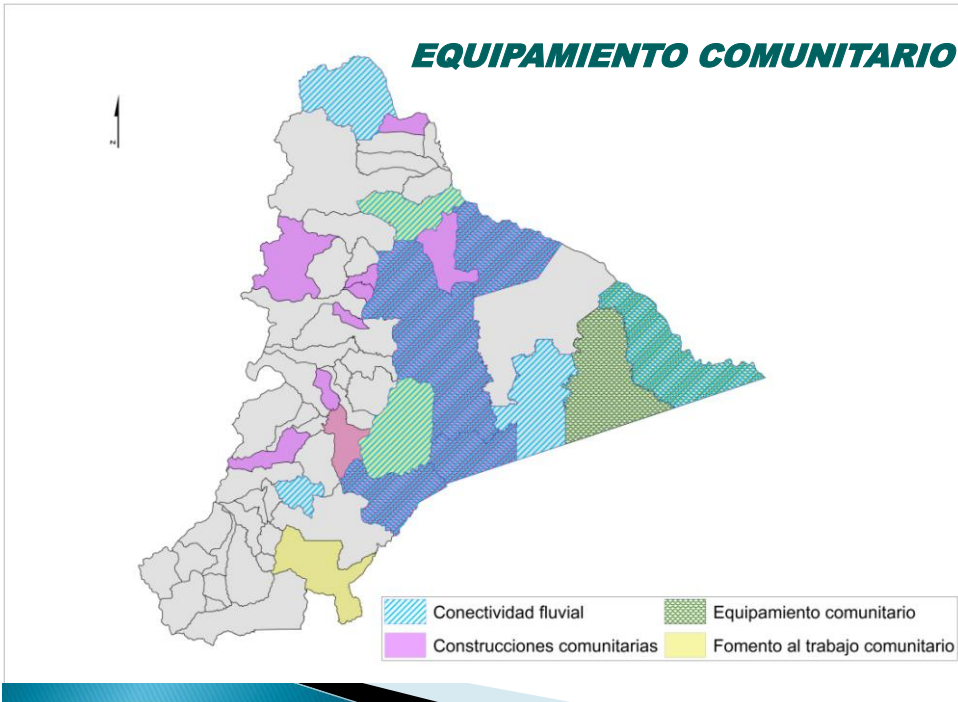 EQUIPAMIENTO COMUNITARIO
N
Conectividad fluvial
Equipamiento comunitario
Construcciones comunitarias
Fomento al trabajo comunitario